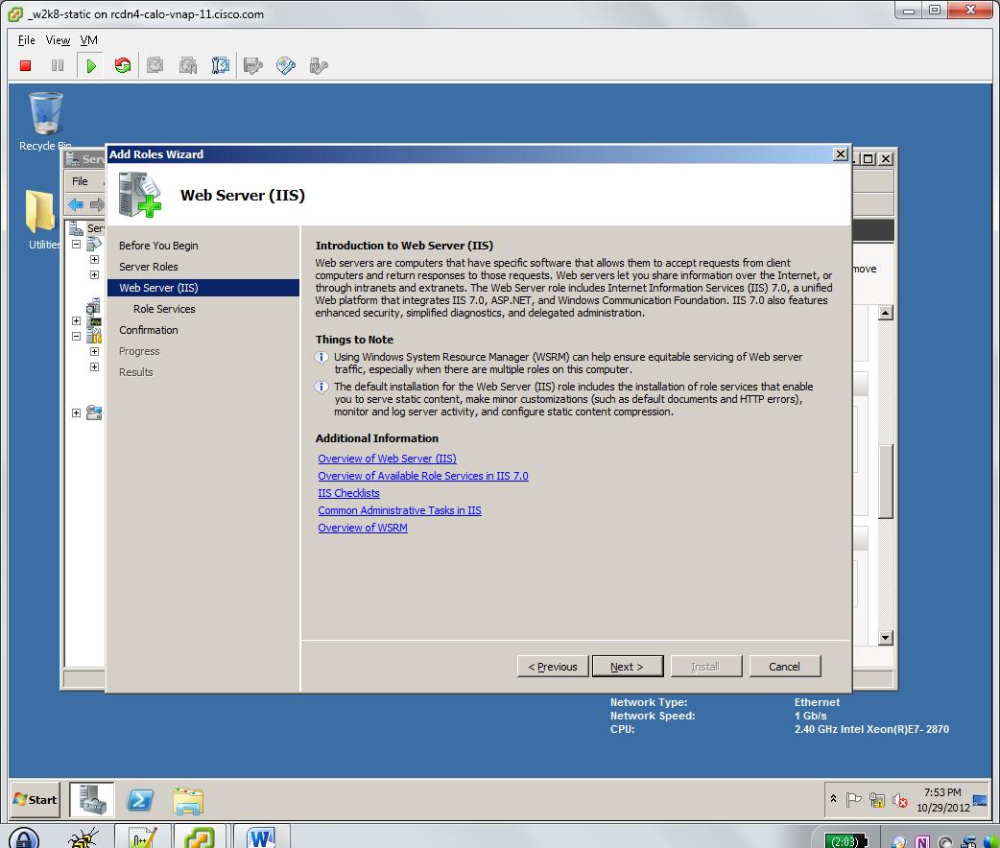 _w2k8-static on rcdn4-calo-vnap-11.cisco.com
File View VM
Recycle Bin
Utilities
Serv
File
Serv
move
Add Roles Wizard
Web Server (IIS)
Before You Begin
Server Roles
Web Server (IIS)
Role Services
Confirmation
Progress
Results
Introduction to Web Server (IIS)
Web servers are computers that have specific software that allows them to accept requests from client
computers and return responses to those requests. Web servers let you share information over the Internet, or
through intranets and extranets. The Web Server role includes Internet Information Services (IIS) 7.0, a unified
Web platform that integrates IIS 7.0, ASP.NET, and Windows Communication Foundation. IIS 7.0 also features
enhanced security, simplified diagnostics, and delegated administration.
Things to Note
Using Windows System Resource Manager (WSRM) can help ensure equitable servicing of Web server
traffic, especially when there are multiple roles on this computer.
The default installation for the Web Server (IIS) role includes the installation of role services that enable
you to serve static content, make minor customizations (such as default documents and HTTP errors),
monitor and log server activity, and configure static content compression.
Additional Information
Overview of Web Server (IIS)
Overview of Available Role Services in IIS 7.0
IIS Checklists
Common Administrative Tasks in IIS
Overview of WSRM
< Previous Next > Install Cancel
Network Type: Ethernet
Network Speed: 1 Gb/s
CPU: 2.40 GHz Intel Xeon(R)E7- 2870
Start
7:53 PM
10/29/2012
(2:03)